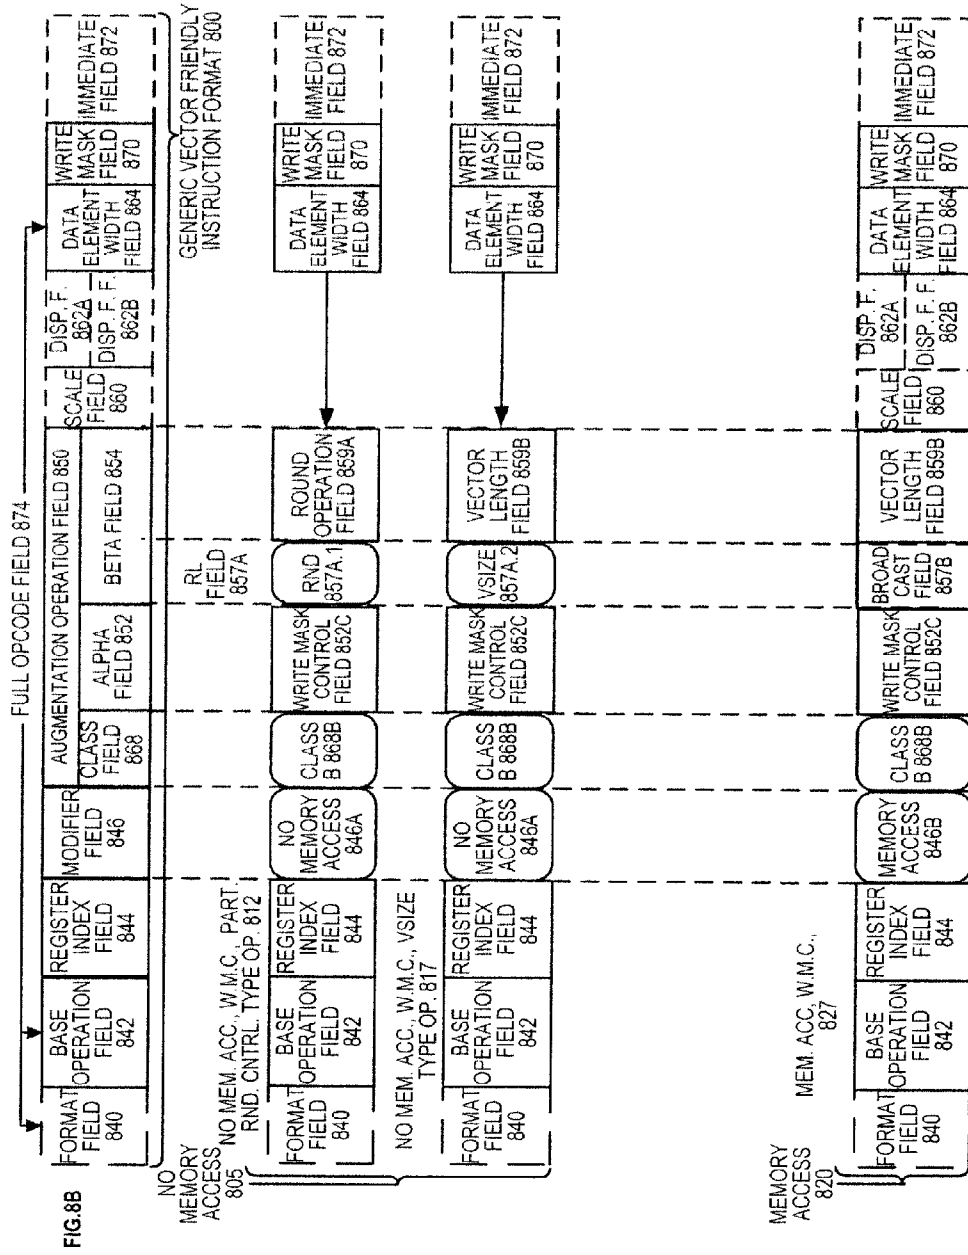 FIG.8B
FULL OPCODE FIELD 874
FORMAT
FIELD
840
BASE
OPERATION
FIELD
842
REGISTER
INDEX
FIELD
844
MODIFIER
FIELD
846
AUGMENTATION OPERATION FIELD 850
CLASS
FIELD
868
ALPHA
FIELD 852
BETA FIELD 854
SCALE
FIELD
860
DISP. F.
862A
DISP. F. F.
862B
DATA
ELEMENT
WIDTH
FIELD 864
WRITE
MASK
FIELD
870
IMMEDIATE
FIELD 872
GENERIC VECTOR FRIENDLY
INSTRUCTION FORMAT 800
NO
MEMORY
ACCESS
805
NO MEM. ACC., W.M.C., PART.
RND. CNTRL. TYPE OP. 812
RL
FIELD
857A
FORMAT
FIELD
840
BASE
OPERATION
FIELD
842
REGISTER
INDEX
FIELD
844
NO
MEMORY
ACCESS
846A
CLASS
B 868B
WRITE MASK
CONTROL
FIELD 852C
RND
857A.1
ROUND
OPERATION
FIELD 859A
DATA
ELEMENT
WIDTH
FIELD 864
WRITE
MASK
FIELD
870
IMMEDIATE
FIELD 872
NO MEM. ACC., W.M.C., VSIZE
TYPE OP. 817
FORMAT
FIELD
840
BASE
OPERATION
FIELD
842
REGISTER
INDEX
FIELD
844
NO
MEMORY
ACCESS
846A
CLASS
B 868B
WRITE MASK
CONTROL
FIELD 852C
VSIZE
857A.2
VECTOR
LENGTH
FIELD 859B
DATA
ELEMENT
WIDTH
FIELD 864
WRITE
MASK
FIELD
870
IMMEDIATE
FIELD 872
MEMORY
ACCESS
820
MEM. ACC, W.M.C.,
827
FORMAT
FIELD
840
BASE
OPERATION
FIELD
842
REGISTER
INDEX
FIELD
844
MEMORY
ACCESS
846B
CLASS
B 868B
WRITE MASK
CONTROL
FIELD 852C
BROAD
CAST
FIELD
857B
VECTOR
LENGTH
FIELD 859B
SCALE
FIELD
860
DISP. F.
862A
DISP. F. F.
862B
DATA
ELEMENT
WIDTH
FIELD 864
WRITE
MASK
FIELD
870
IMMEDIATE
FIELD 872